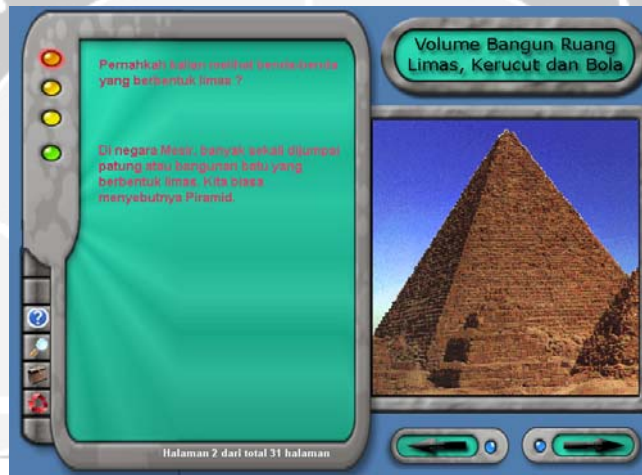 Volume Bangun Ruang
Limas, Kerucut dan Bola
Pernahkah kalian melihat benda-benda
yang berbentuk limas ?
Di negara Mesir, banyak sekali dijumpai
patung atau bangunan batu yang
berbentuk limas. Kita biasa
menyebutnya Piramid.
Halaman 2 dari total 31 halaman